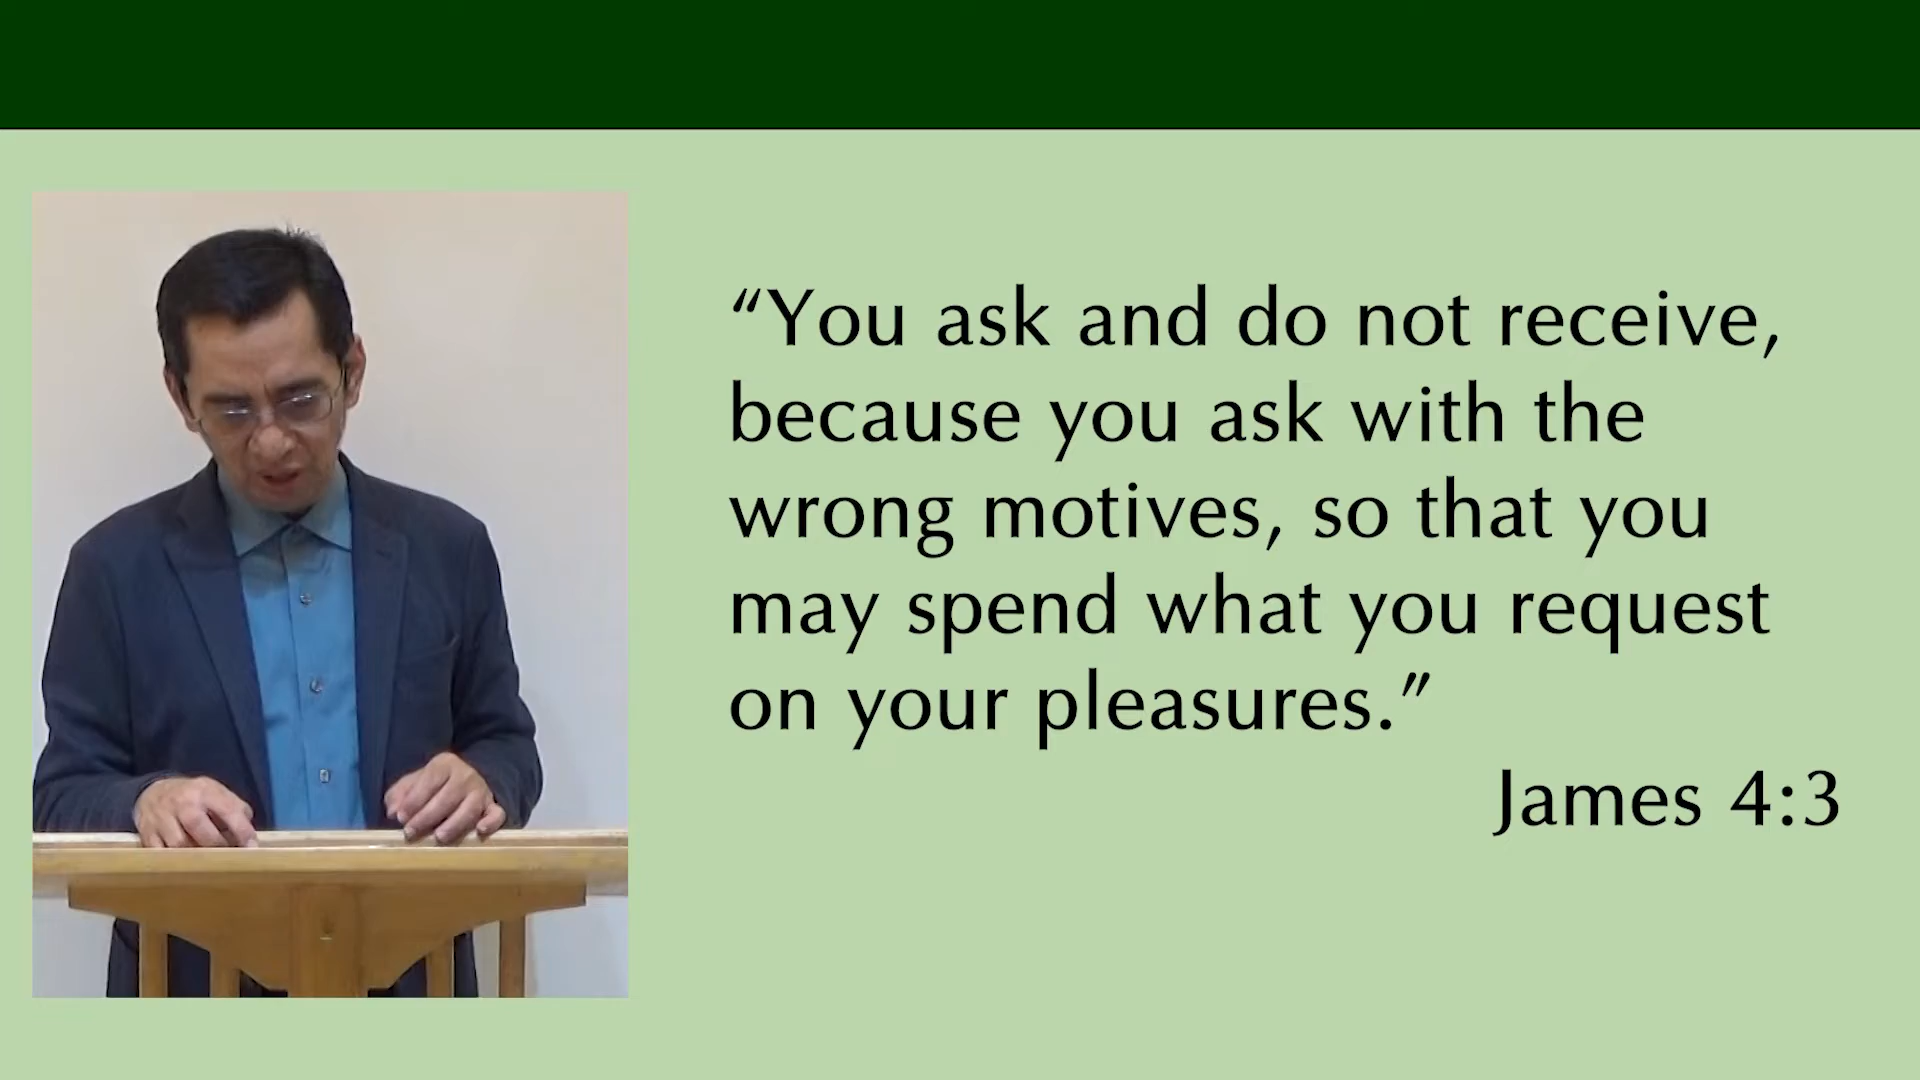 “You ask and do not receive,
because you ask with the
wrong motives, so that you
may spend what you request
on your pleasures.”
James 4:3